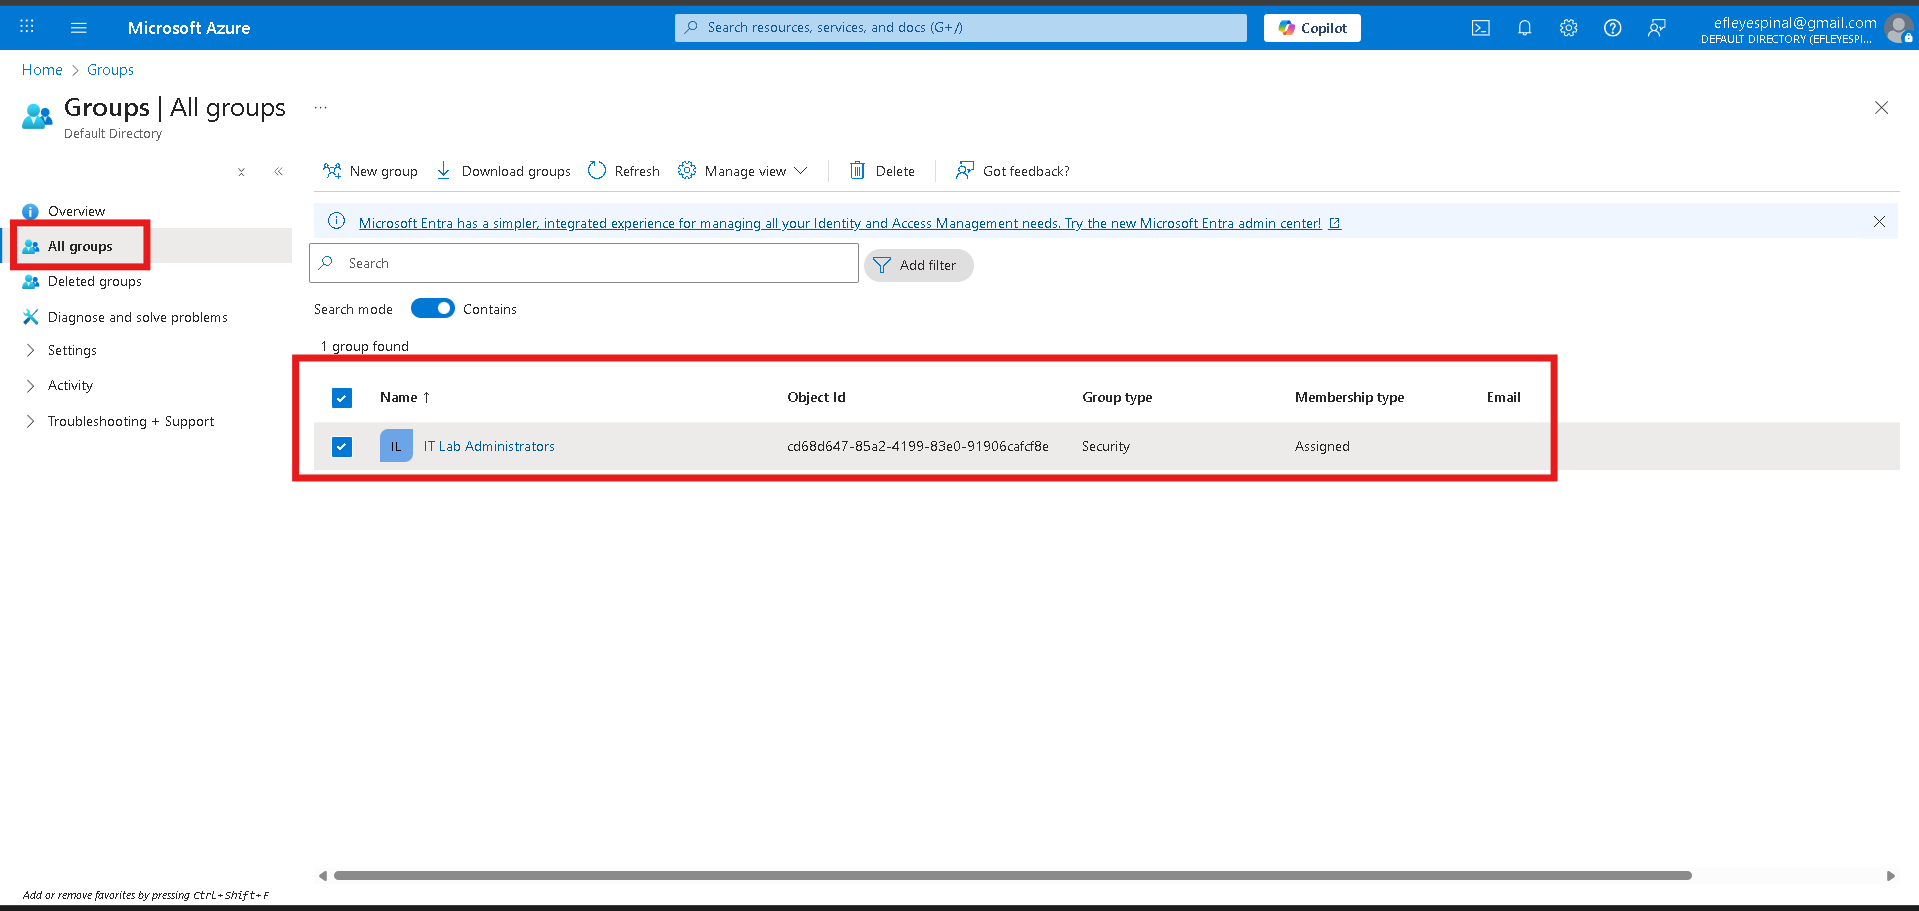 Microsoft Azure
Search resources, services, and docs (G+/)
Copilot
efleyespinal@gmail.com
DEFAULT DIRECTORY (EFLEYESPI...
Home > Groups
Groups | All groups ...
Default Directory
New group
Download groups
Refresh
Manage view
Delete
Got feedback?
Overview
All groups
Deleted groups
Diagnose and solve problems
Settings
Activity
Troubleshooting + Support
Microsoft Entra has a simpler, integrated experience for managing all your Identity and Access Management needs. Try the new Microsoft Entra admin center!
Search
Add filter
Search mode
Contains
1 group found
Name ↑ Object Id Group type Membership type Email
IL IT Lab Administrators cd68d647-85a2-4199-83e0-91906cafcf8e Security Assigned
Add or remove favorites by pressing Ctrl+Shift+F